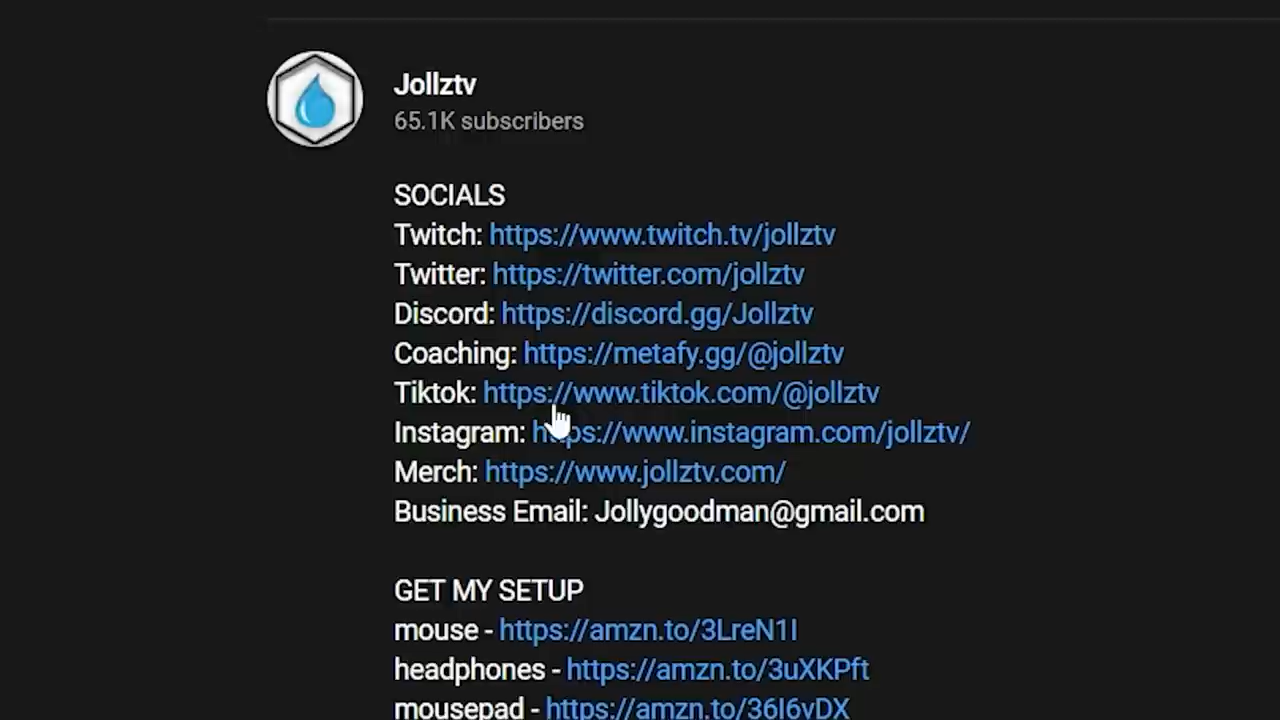 Jollztv
65.1K subscribers
SOCIALS
Twitch: https://www.twitch.tv/jollztv
Twitter: https://twitter.com/jollztv
Discord: https://discord.gg/Jollztv
Coaching: https://metafy.gg/@jollztv
Tiktok: https://www.tiktok.com/@jollztv
Instagram: https://www.instagram.com/jollztv/
Merch: https://www.jollztv.com/
Business Email: Jollygoodman@gmail.com
GET MY SETUP
mouse - https://amzn.to/3LreN1I
headphones - https://amzn.to/3uXKPft
mousepad - https://amzn.to/36I6vDX